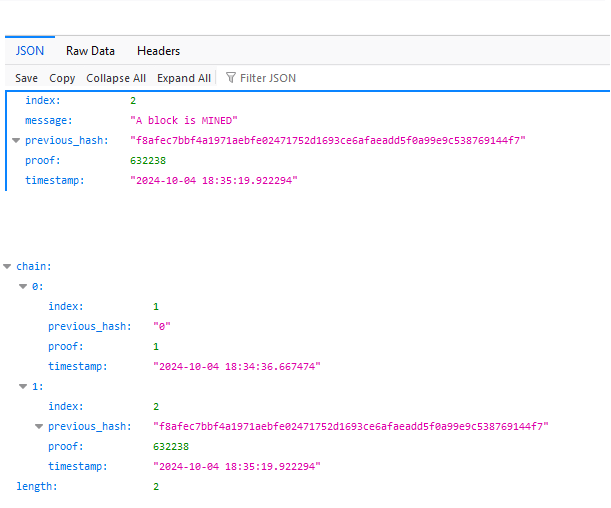 JSON Raw Data Headers
Save Copy Collapse All Expand All Filter JSON
index: 2
message: "A block is MINED"
previous_hash: "f8afec7bbf4a1971aebfe02471752d1693ce6afaeadd5f0a99e9c538769144f7"
proof: 632238
timestamp: "2024-10-04 18:35:19.922294"
chain:
0:
index: 1
previous_hash: "0"
proof: 1
timestamp: "2024-10-04 18:34:36.667474"
1:
index: 2
previous_hash: "f8afec7bbf4a1971aebfe02471752d1693ce6afaeadd5f0a99e9c538769144f7"
proof: 632238
timestamp: "2024-10-04 18:35:19.922294"
length: 2